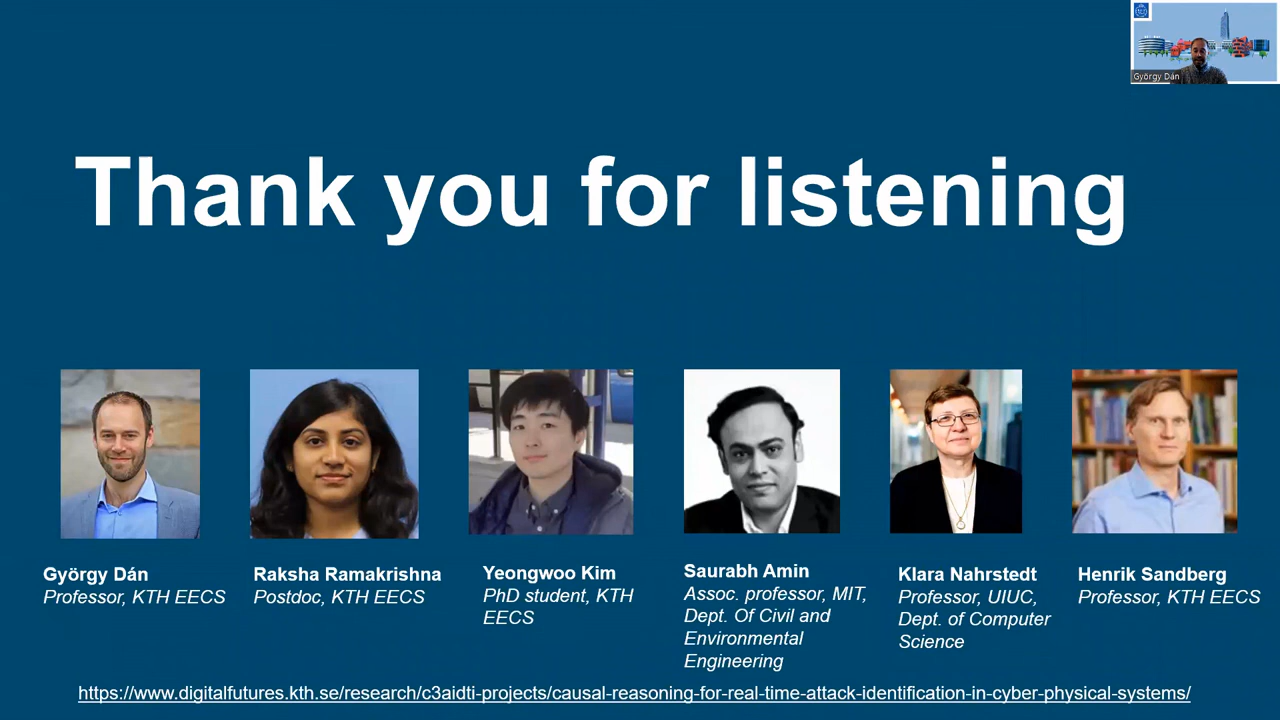 György Dán
Thank you for listening
György Dán
Professor, KTH EECS
Raksha Ramakrishna
Postdoc, KTH EECS
Yeongwoo Kim
PhD student, KTH
EECS
Saurabh Amin
Assoc. professor, MIT,
Dept. Of Civil and
Environmental
Engineering
Klara Nahrstedt
Professor, UIUC,
Dept. of Computer
Science
Henrik Sandberg
Professor, KTH EECS
https://www.digitalfutures.kth.se/research/c3aidti-projects/causal-reasoning-for-real-time-attack-identification-in-cyber-physical-systems/